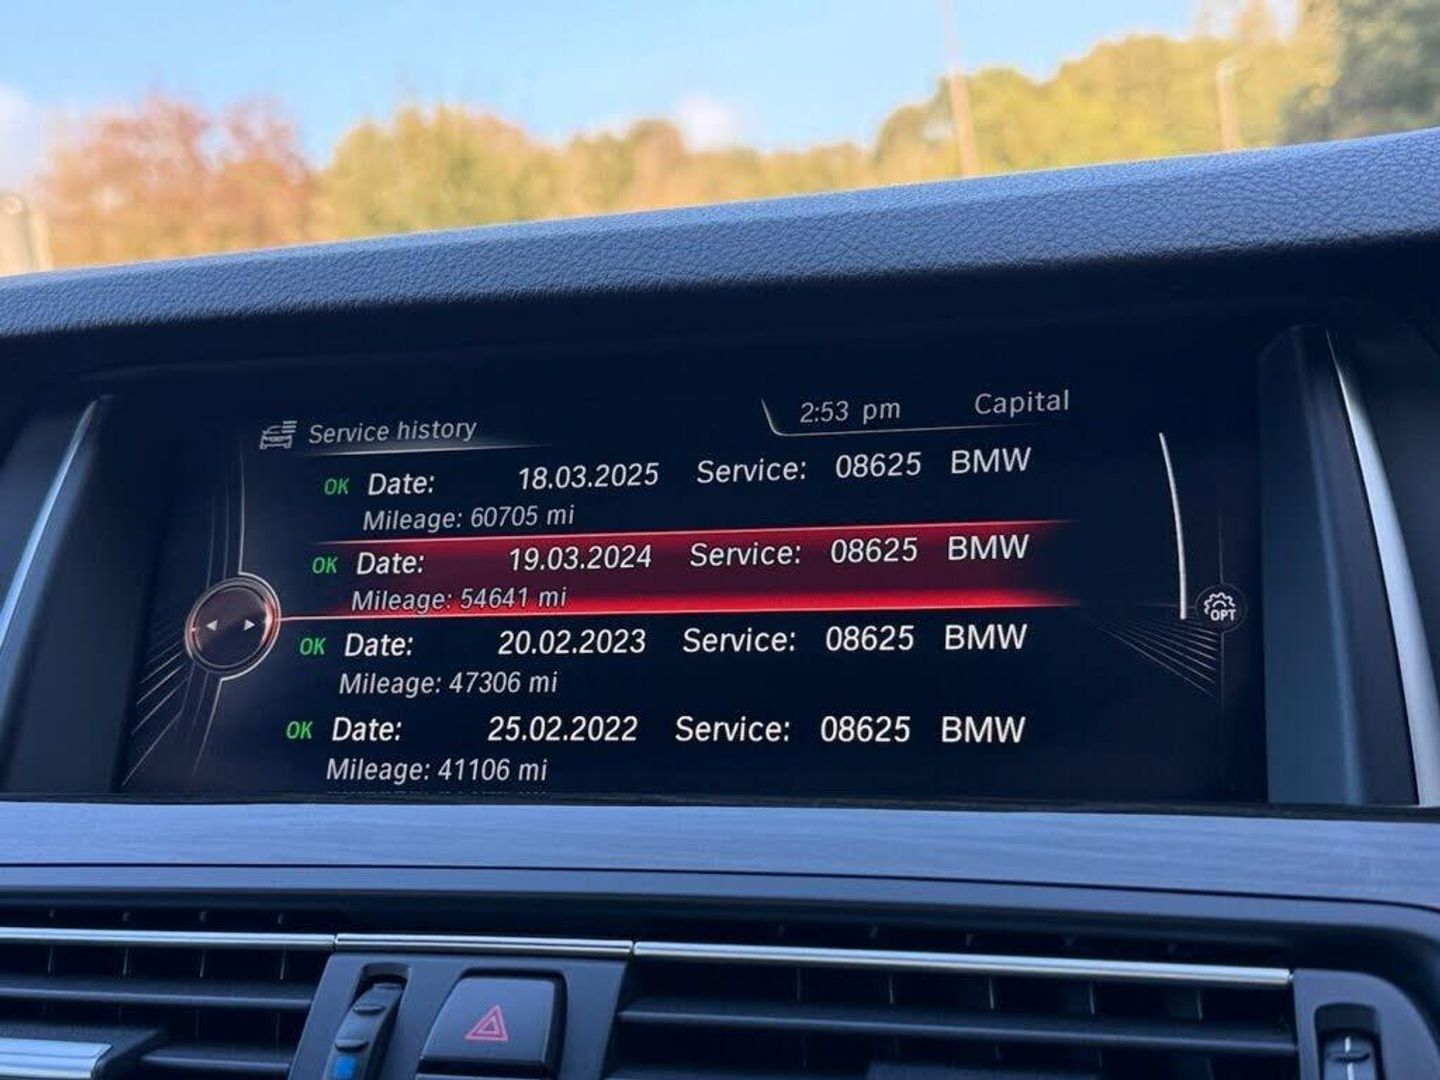 Service history
2:53 pm Capital
OK Date: 18.03.2025 Service: 08625 BMW
Mileage: 60705 mi
OK Date: 19.03.2024 Service: 08625 BMW
Mileage: 54641 mi
OK Date: 20.02.2023 Service: 08625 BMW
Mileage: 47306 mi
OK Date: 25.02.2022 Service: 08625 BMW
Mileage: 41106 mi
OPT